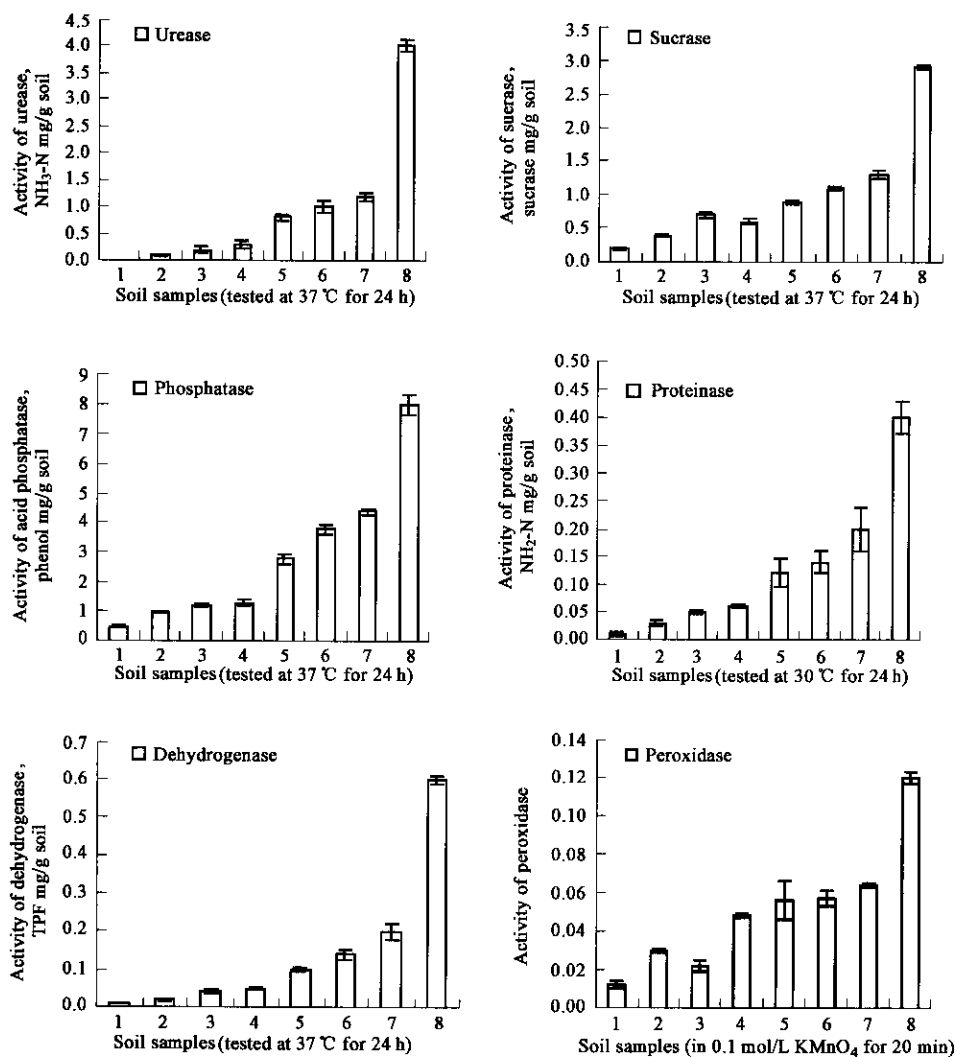 Urease
Activity of urease,
NH₃-N mg/g soil
4.5
4.0
3.5
3.0
2.5
2.0
1.5
1.0
0.5
0.0
1 2 3 4 5 6 7 8
Soil samples (tested at 37 ℃ for 24 h)
Sucrase
Activity of sucrase,
sucrase mg/g soil
3.5
3.0
2.5
2.0
1.5
1.0
0.5
0.0
1 2 3 4 5 6 7 8
Soil samples (tested at 37 ℃ for 24 h)
Phosphatase
Activity of acid phosphatase,
phenol mg/g soil
9
8
7
6
5
4
3
2
1
0
1 2 3 4 5 6 7 8
Soil samples (tested at 37 ℃ for 24 h)
Proteinase
Activity of proteinase,
NH₂-N mg/g soil
0.50
0.45
0.40
0.35
0.30
0.25
0.20
0.15
0.10
0.05
0.00
1 2 3 4 5 6 7 8
Soil samples (tested at 30 ℃ for 24 h)
Dehydrogenase
Activity of dehydrogenase,
TPF mg/g soil
0.7
0.6
0.5
0.4
0.3
0.2
0.1
0.0
1 2 3 4 5 6 7 8
Soil samples (tested at 37 ℃ for 24 h)
Peroxidase
Activity of peroxidase
0.14
0.12
0.10
0.08
0.06
0.04
0.02
0.00
1 2 3 4 5 6 7 8
Soil samples (in 0.1 mol/L KMnO₄ for 20 min)